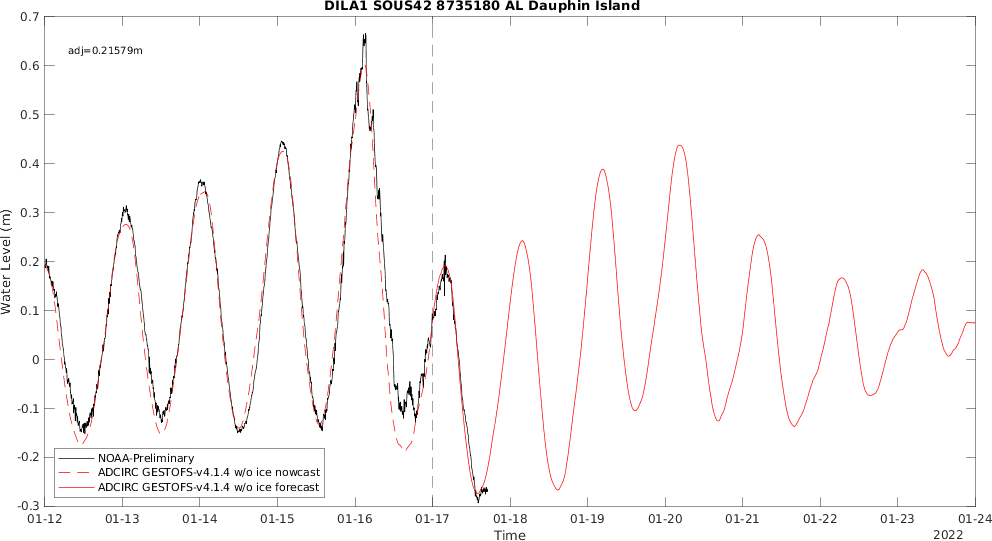 DILA1 SOUS42 8735180 AL Dauphin Island
adj=0.21579m
0.7
0.6
0.5
0.4
0.3
0.2
0.1
0
-0.1
-0.2
-0.3
Water Level (m)
NOAA-Preliminary
ADCIRC GESTOFS-v4.1.4 w/o ice nowcast
ADCIRC GESTOFS-v4.1.4 w/o ice forecast
01-12 01-13 01-14 01-15 01-16 01-17 01-18 01-19 01-20 01-21 01-22 01-23 01-24
Time
2022